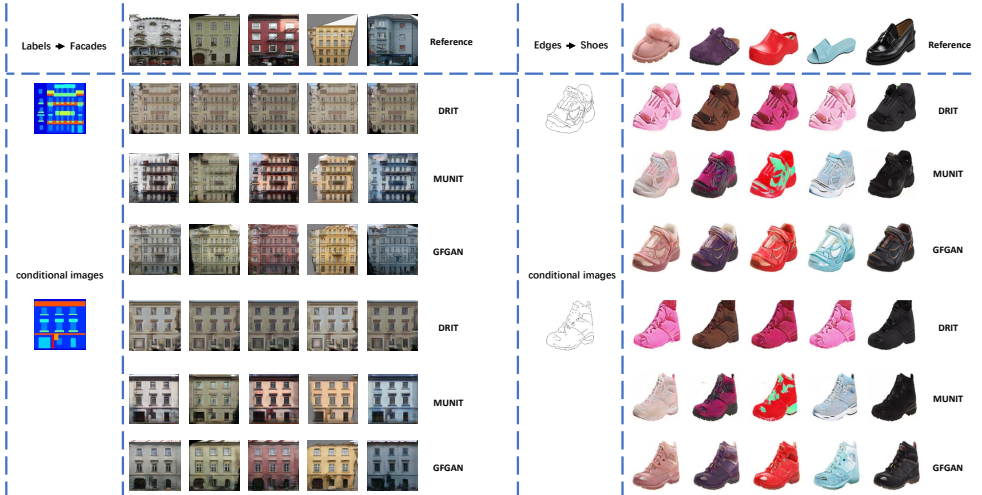 Labels → Facades
Reference
Edges → Shoes
Reference
DRIT
DRIT
MUNIT
MUNIT
GFGAN
GFGAN
conditional images
conditional images
DRIT
DRIT
MUNIT
MUNIT
GFGAN
GFGAN